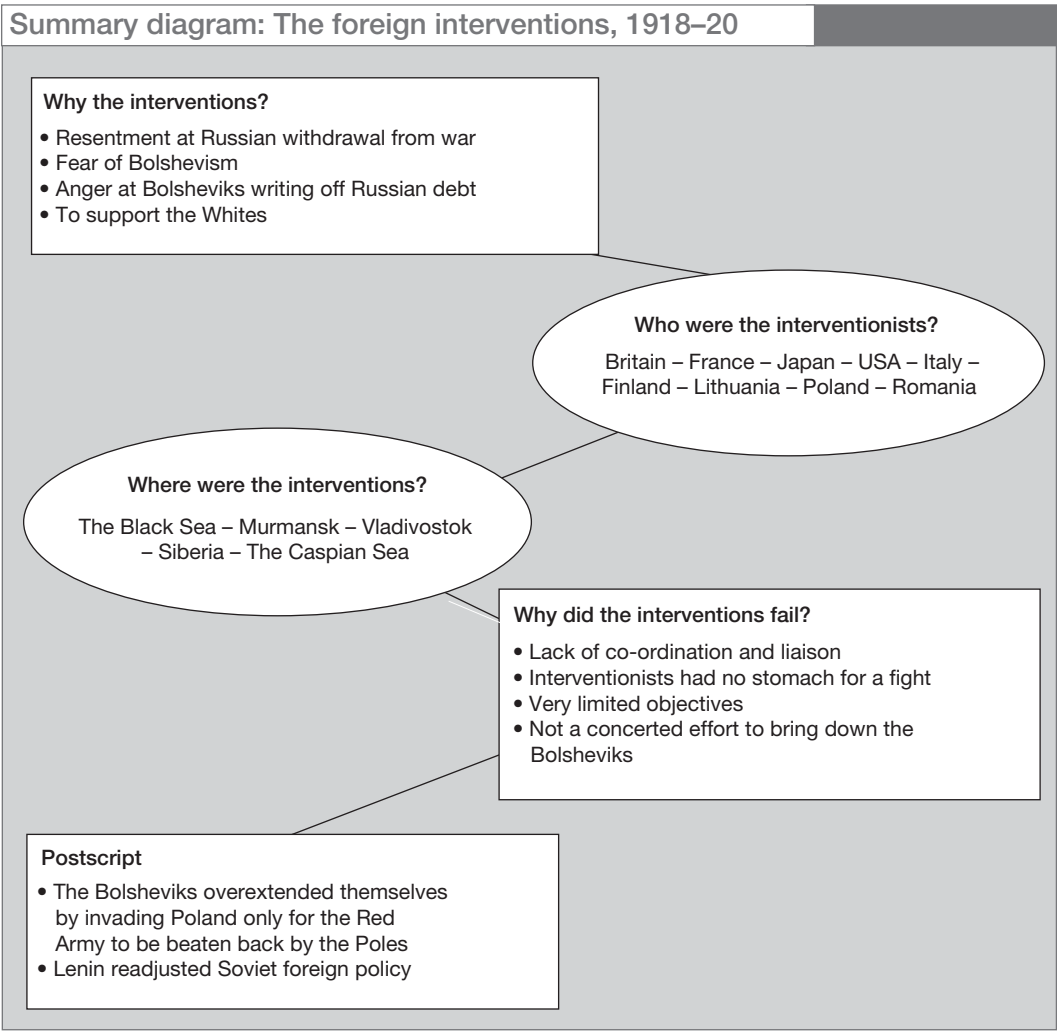 Summary diagram: The foreign interventions, 1918–20
Why the interventions?
• Resentment at Russian withdrawal from war
• Fear of Bolshevism
• Anger at Bolsheviks writing off Russian debt
• To support the Whites
Who were the interventionists?
Britain – France – Japan – USA – Italy –
Finland – Lithuania – Poland – Romania
Where were the interventions?
The Black Sea – Murmansk – Vladivostok
– Siberia – The Caspian Sea
Why did the interventions fail?
• Lack of co-ordination and liaison
• Interventionists had no stomach for a fight
• Very limited objectives
• Not a concerted effort to bring down the
Bolsheviks
Postscript
• The Bolsheviks overextended themselves
by invading Poland only for the Red
Army to be beaten back by the Poles
• Lenin readjusted Soviet foreign policy